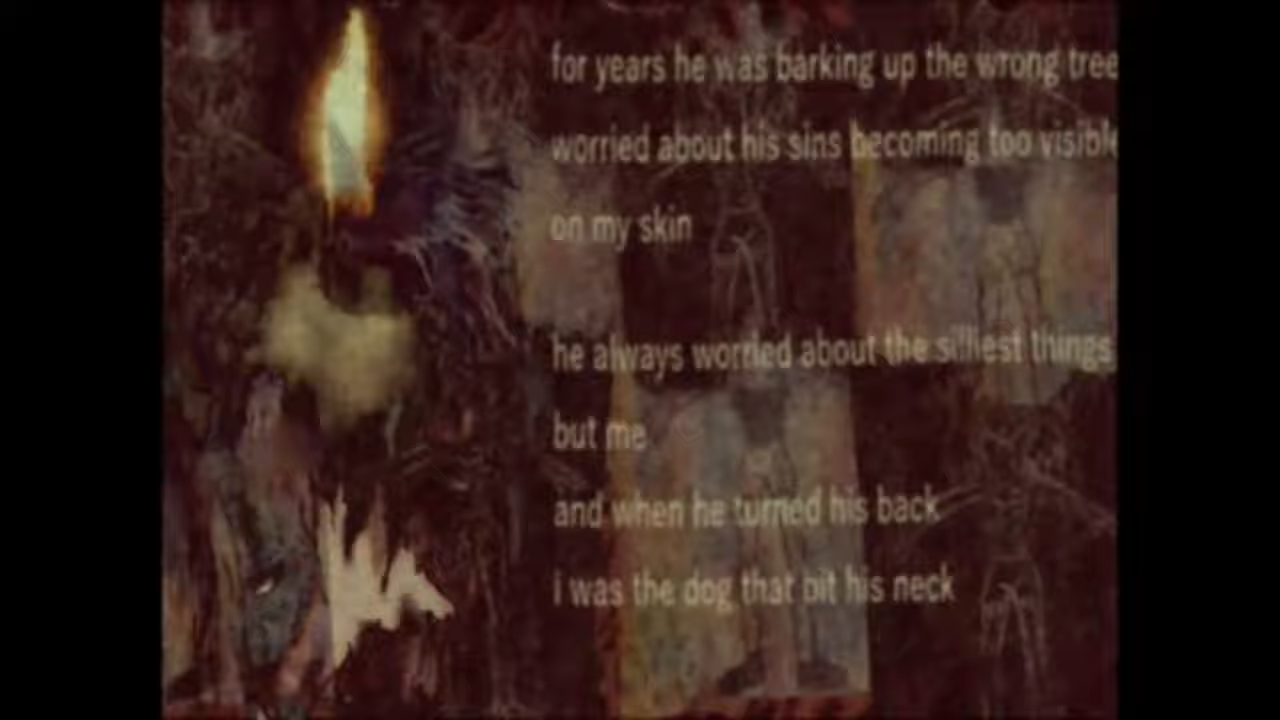 for years he was barking up the wrong tree
worried about his sins becoming too visible
on my skin
he always worried about the silliest things
but me
and when he turned his back
i was the dog that bit his neck